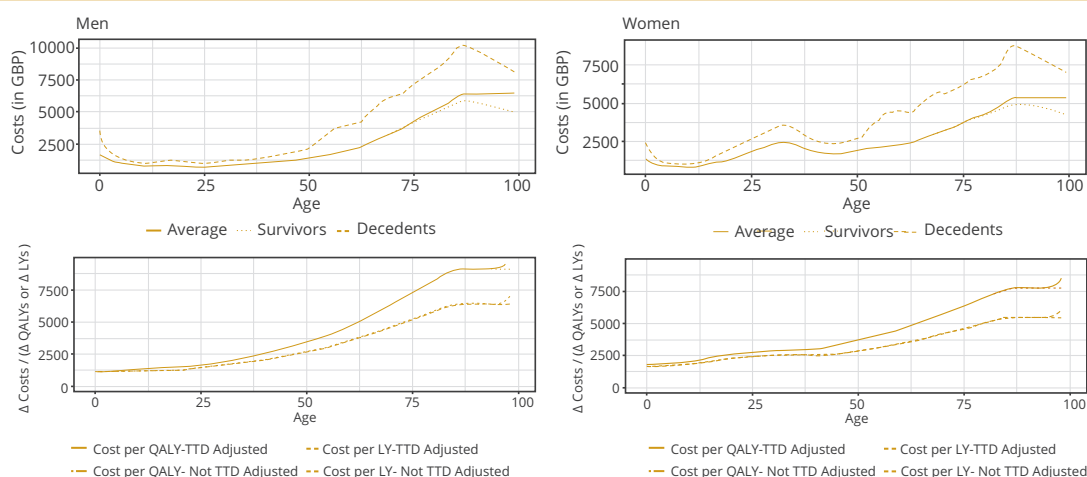 Men
Costs (in GBP)
10000
7500
5000
2500
0 25 50 75 100
Age
Average Survivors Decedents
Women
Costs (in GBP)
7500
5000
2500
0 25 50 75 100
Age
Average Survivors Decedents
Δ Costs / (Δ QALYs or Δ LYs )
7500
5000
2500
0
0 25 50 75 100
Age
Cost per QALY-TTD Adjusted Cost per LY-TTD Adjusted
Cost per QALY- Not TTD Adjusted Cost per LY- Not TTD Adjusted
Δ Costs / (Δ QALYs or Δ LYs )
7500
5000
2500
0
0 25 50 75 100
Age
Cost per QALY-TTD Adjusted Cost per LY-TTD Adjusted
Cost per QALY- Not TTD Adjusted Cost per LY- Not TTD Adjusted